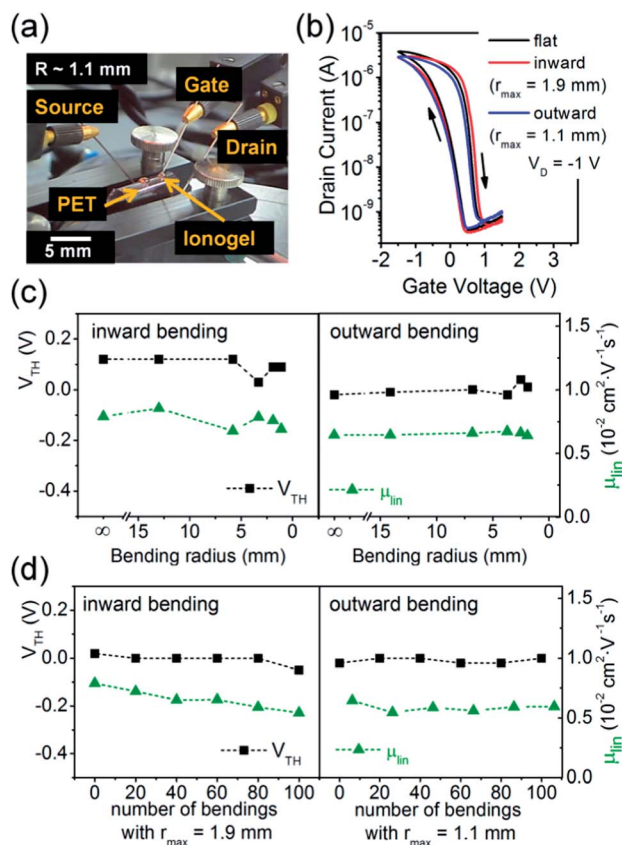 (a)
R ~ 1.1 mm
Source
Gate
Drain
PET
Ionogel
5 mm
(b)
Drain Current (A)
10⁻⁵
10⁻⁶
10⁻⁷
10⁻⁸
10⁻⁹
flat
inward
(r_max = 1.9 mm)
outward
(r_max = 1.1 mm)
V_D = -1 V
-2 -1 0 1 2 3
Gate Voltage (V)
(c)
V_TH (V)
0.2
0.0
-0.2
-0.4
inward bending
V_TH
∞ 15 10 5 0
Bending radius (mm)
outward bending
μ_lin
∞ 15 10 5 0
Bending radius (mm)
1.5
1.0
0.5
0.0
μ_lin (10⁻² cm²·V⁻¹s⁻¹)
(d)
V_TH (V)
0.2
0.0
-0.2
-0.4
inward bending
V_TH
0 20 40 60 80 100
number of bendings
with r_max = 1.9 mm
outward bending
μ_lin
0 20 40 60 80 100
number of bendings
with r_max = 1.1 mm
1.5
1.0
0.5
0.0
μ_lin (10⁻² cm²·V⁻¹s⁻¹)